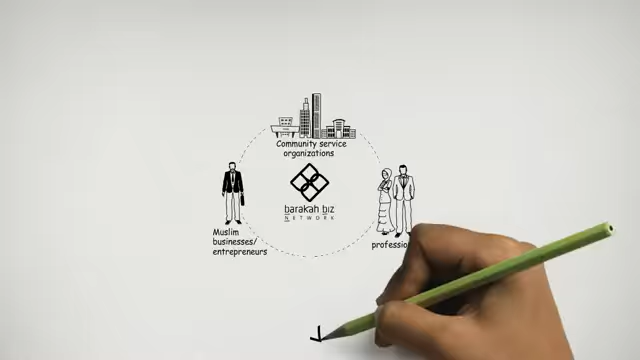 Community service
organizations
barakah biz
NETWORK
Muslim
businesses/
entrepreneurs